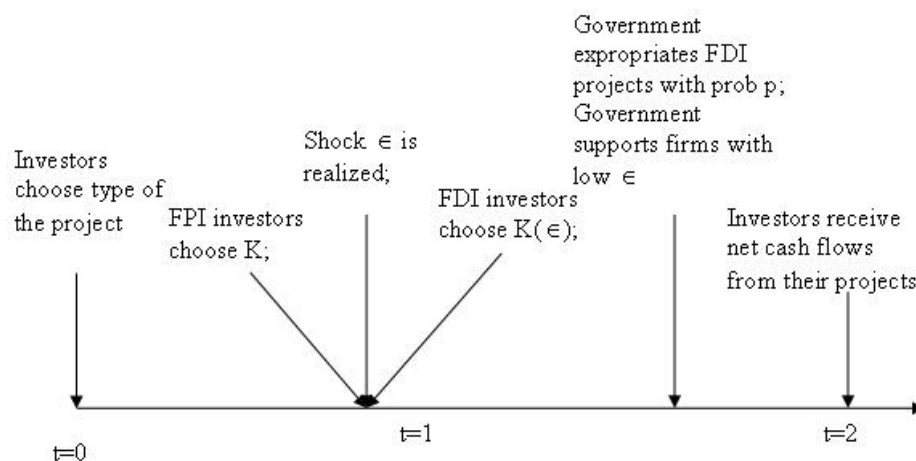 Investors
choose type of
the project
FPI investors
choose K;
Shock ∈ is
realized;
FDI investors
choose K(∈);
Government
expropriates FDI
projects with prob p;
Government
supports firms with
low ∈
Investors receive
net cash flows
from their projects
t=0
t=1
t=2